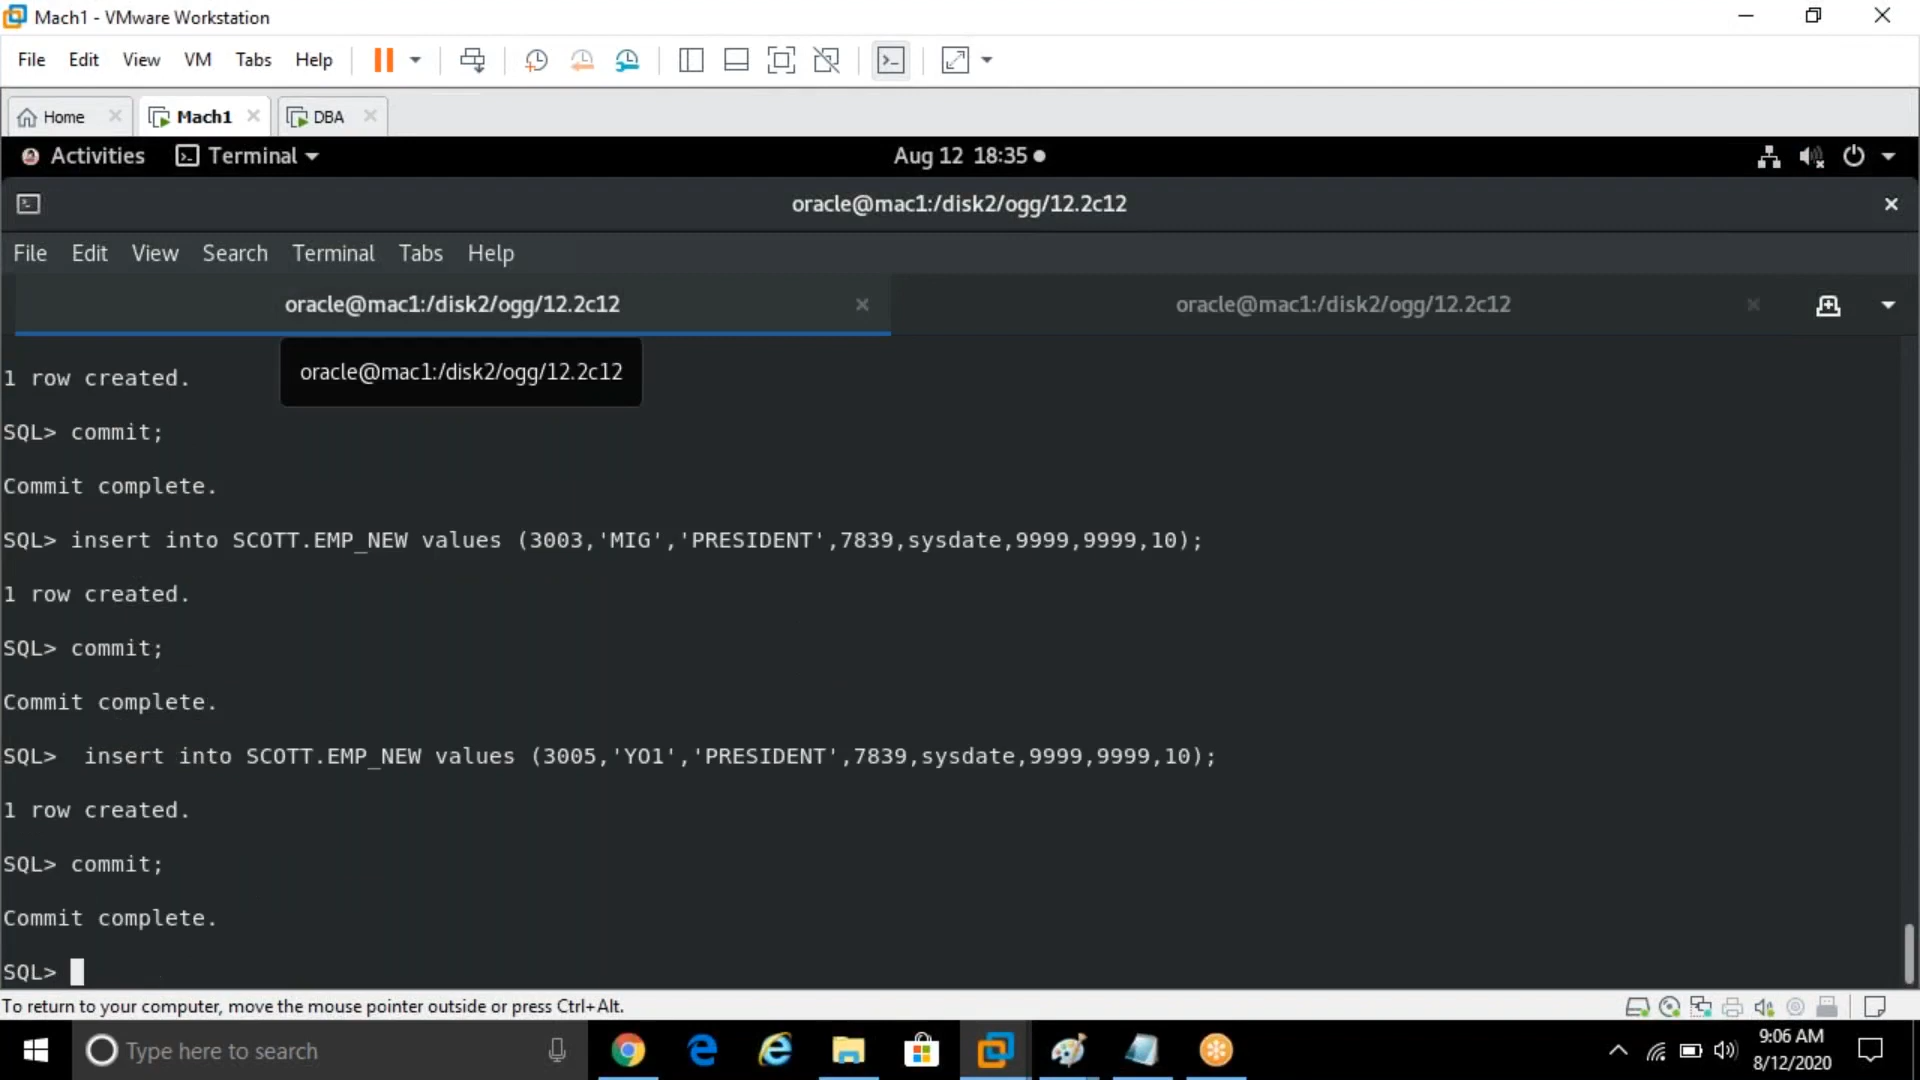 Mach1 - VMware Workstation
File Edit View VM Tabs Help
Home Mach1 DBA
Activities Terminal Aug 12 18:35
oracle@mac1:/disk2/ogg/12.2c12
File Edit View Search Terminal Tabs Help
oracle@mac1:/disk2/ogg/12.2c12 oracle@mac1:/disk2/ogg/12.2c12
oracle@mac1:/disk2/ogg/12.2c12
1 row created.
SQL> commit;
Commit complete.
SQL> insert into SCOTT.EMP_NEW values (3003,'MIG','PRESIDENT',7839,sysdate,9999,9999,10);
1 row created.
SQL> commit;
Commit complete.
SQL>  insert into SCOTT.EMP_NEW values (3005,'YO1','PRESIDENT',7839,sysdate,9999,9999,10);
1 row created.
SQL> commit;
Commit complete.
SQL>
To return to your computer, move the mouse pointer outside or press Ctrl+Alt.
Type here to search
9:06 AM
8/12/2020